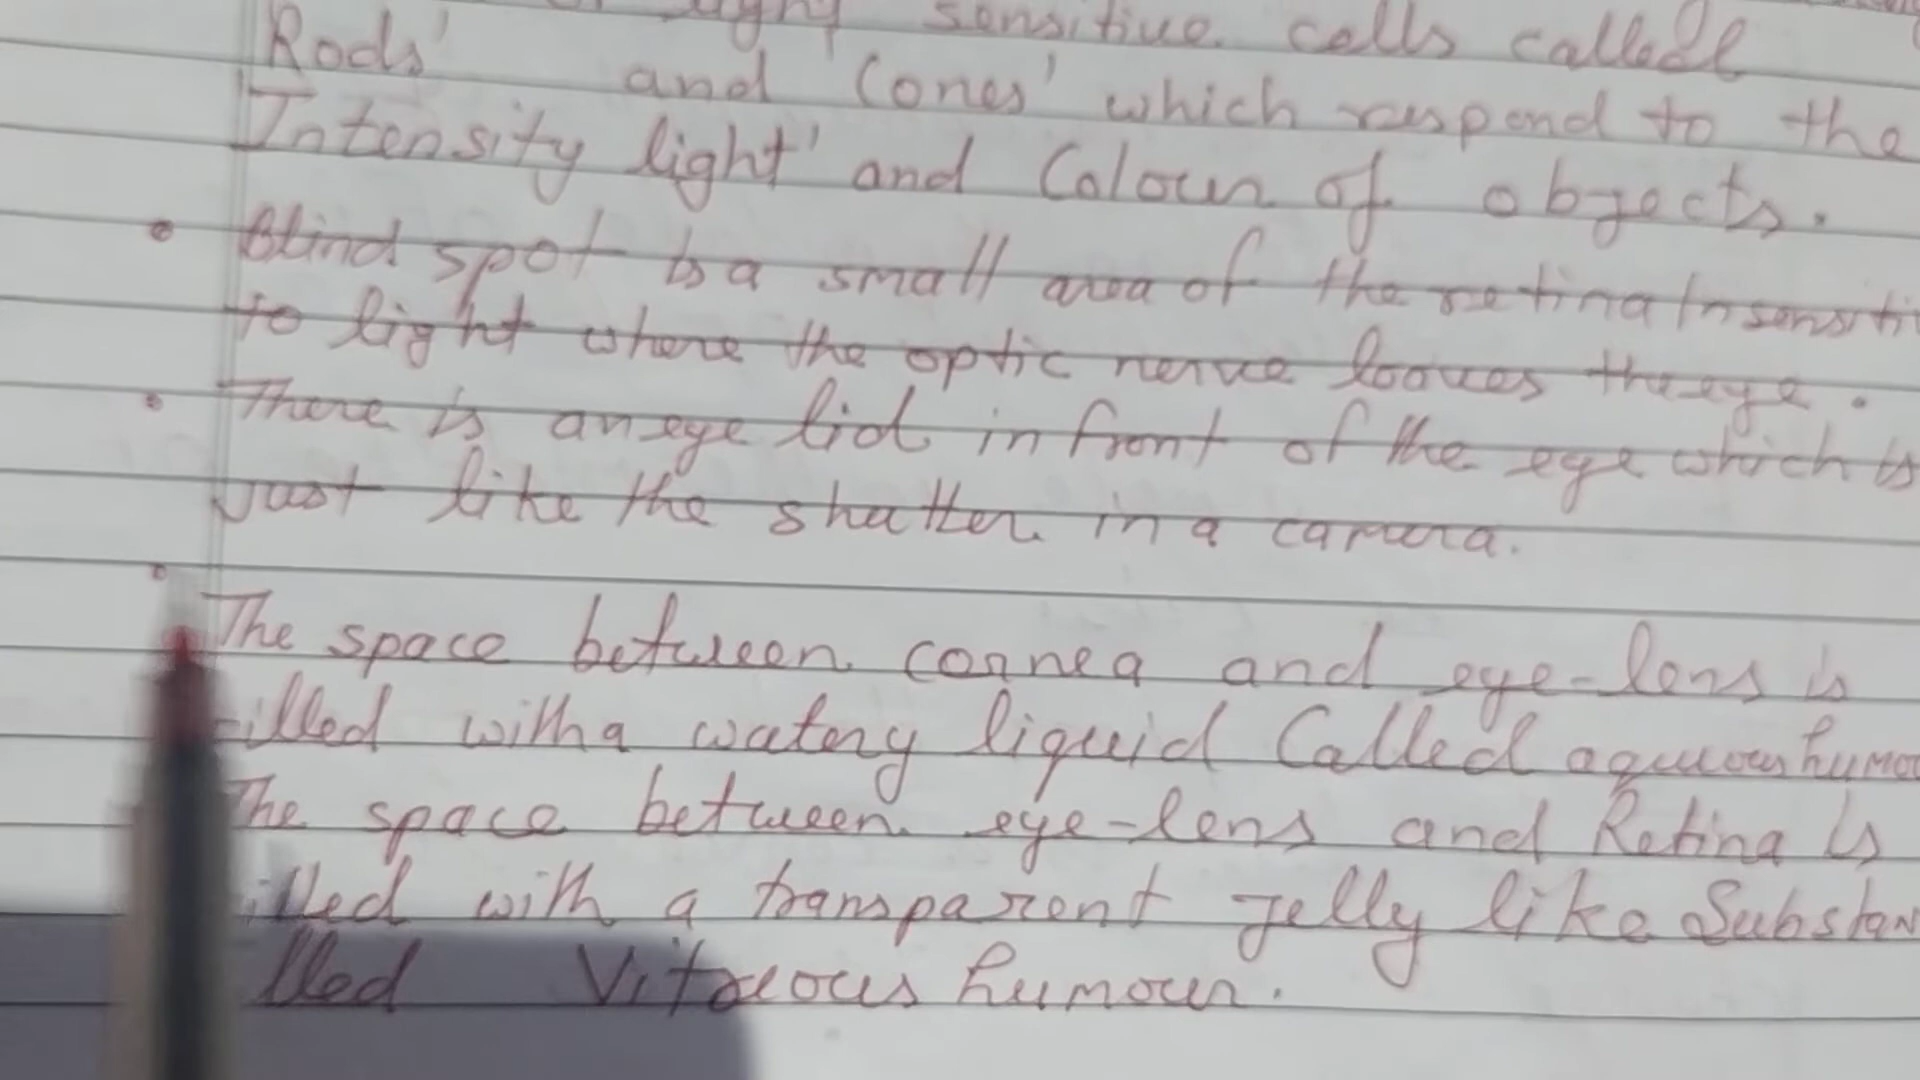 light sensitive cells called
Rods' and 'Cones' which respond to the
Intensity light' and Colour of objects.
• Blind spot is a small area of the retina Insensiti
to light where the optic nerve leaves the eye.
• There is an eye lid in front of the eye which is
Just like the shutter in a camera.
• The space between cornea and eye-lens is
illed with a watery liquid Called aqueous humo
The space between eye-lens and Retina is
illed with a transparent jelly like Substan
lled Vitreous humour.